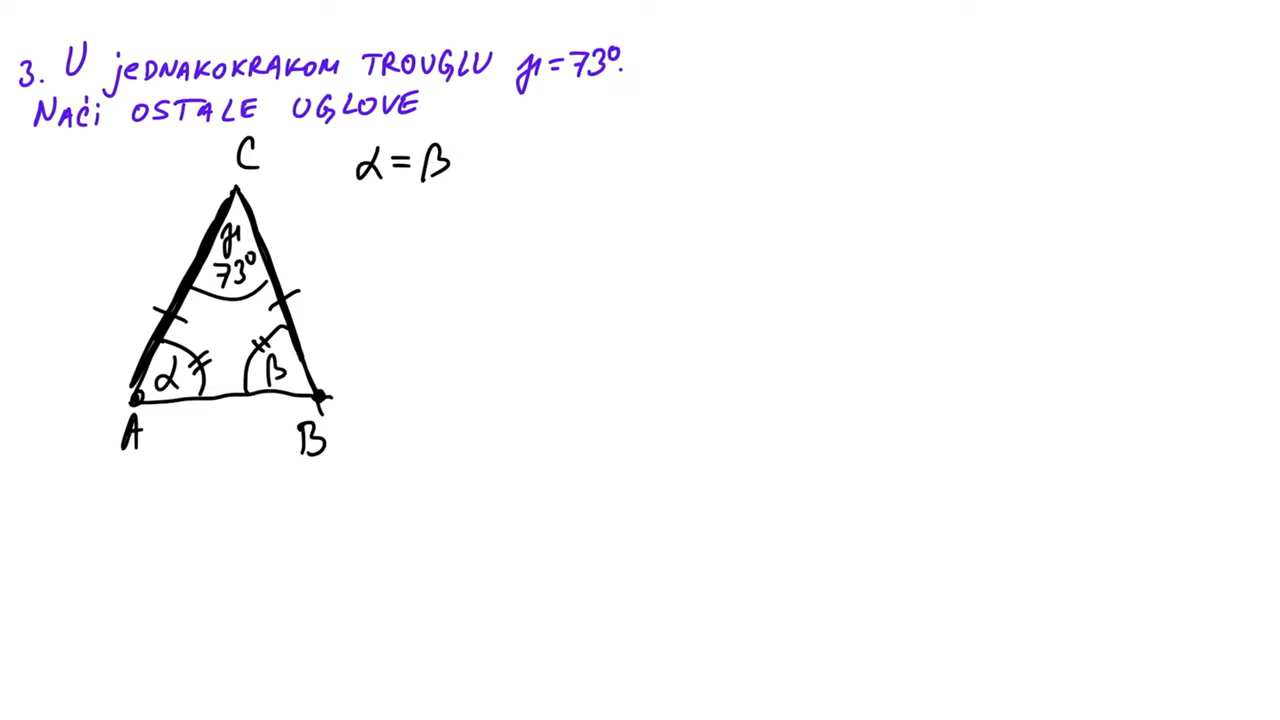 3. U jEDNAKOKRAKOM TROUGLU γ = 73°.
NAĆi OSTALE UGLOVE
C
α = β
γ
73°
α
β
A
B